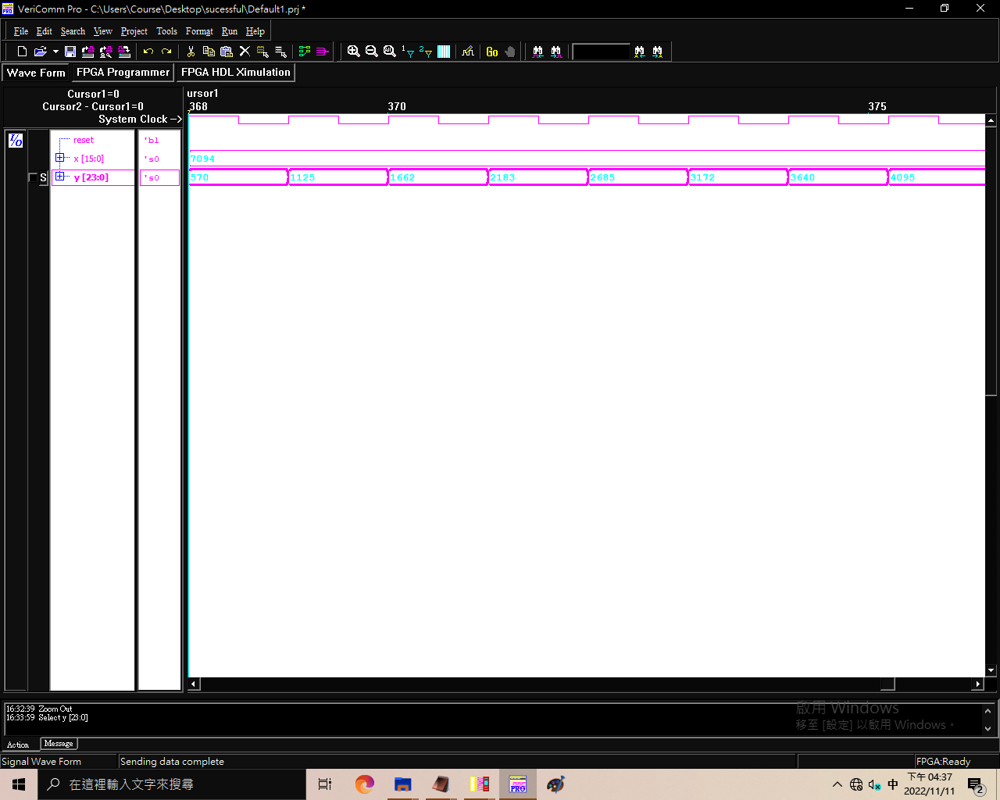 VeriComm Pro - C:\Users\Course\Desktop\sucessful\Default1.prj *
File Edit Search View Project Tools Format Run Help
Go
Wave Form FPGA Programmer FPGA HDL Ximulation
Cursor1=0
Cursor2 - Cursor1=0
System Clock ->
ursor1
368 370 375
I/O
reset 'b1
x [15:0] 's0 7094
S y [23:0] 's0 570 1125 1662 2183 2685 3172 3640 4095
16:32:39 Zoom Out
16:33:59 Select y [23:0]
啟用 Windows
移至 [設定] 以啟用 Windows。
Action Message
Signal Wave Form Sending data complete FPGA:Ready
在這裡輸入文字來搜尋
PRO
中
下午 04:37
2022/11/11
2